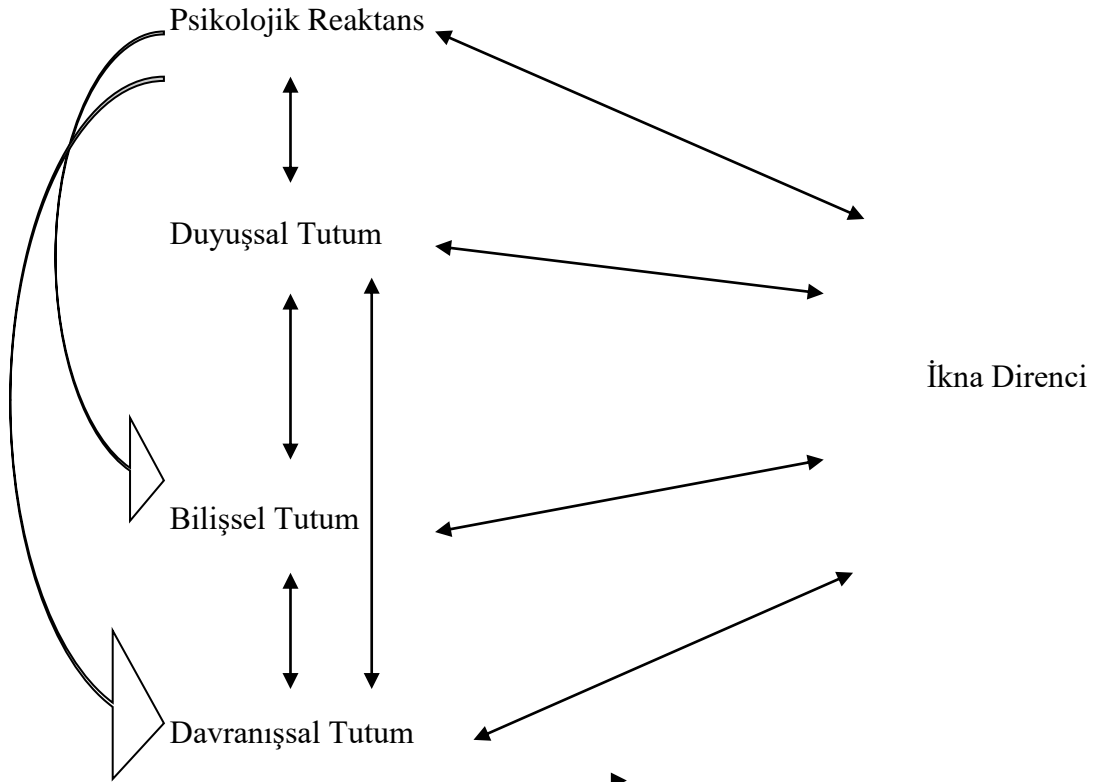 Psikolojik Reaktans
Duyuşsal Tutum
İkna Direnci
Bilişsel Tutum
Davranışsal Tutum